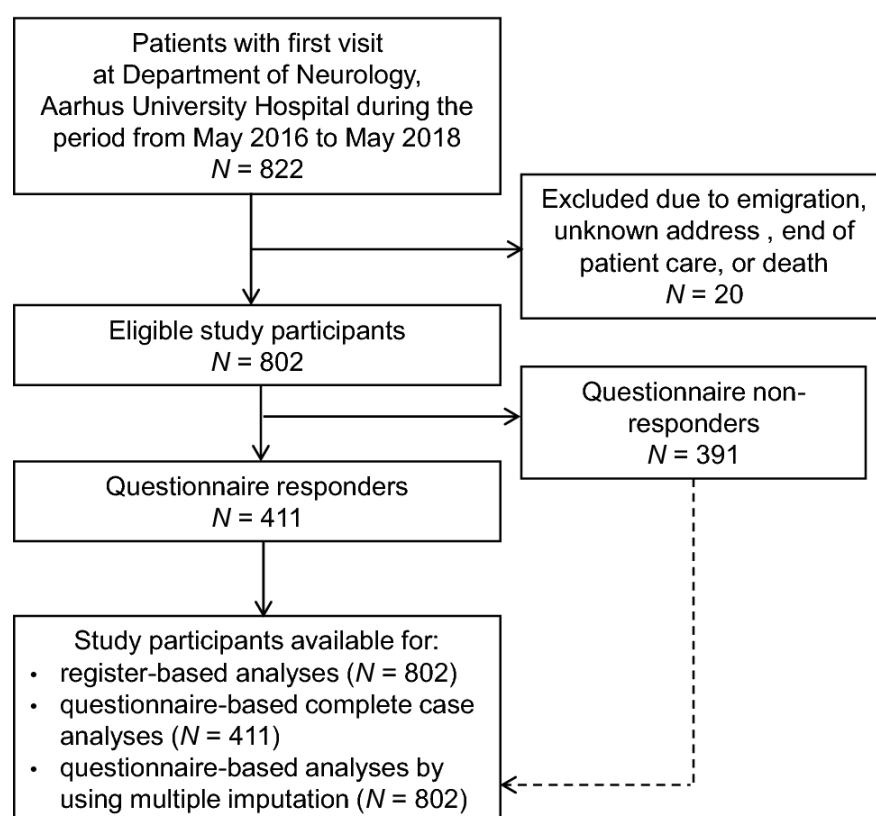 Patients with first visit
at Department of Neurology,
Aarhus University Hospital during the
period from May 2016 to May 2018
N = 822
Excluded due to emigration,
unknown address , end of
patient care, or death
N = 20
Eligible study participants
N = 802
Questionnaire non-
responders
N = 391
Questionnaire responders
N = 411
Study participants available for:
• register-based analyses (N = 802)
• questionnaire-based complete case
analyses (N = 411)
• questionnaire-based analyses by
using multiple imputation (N = 802)